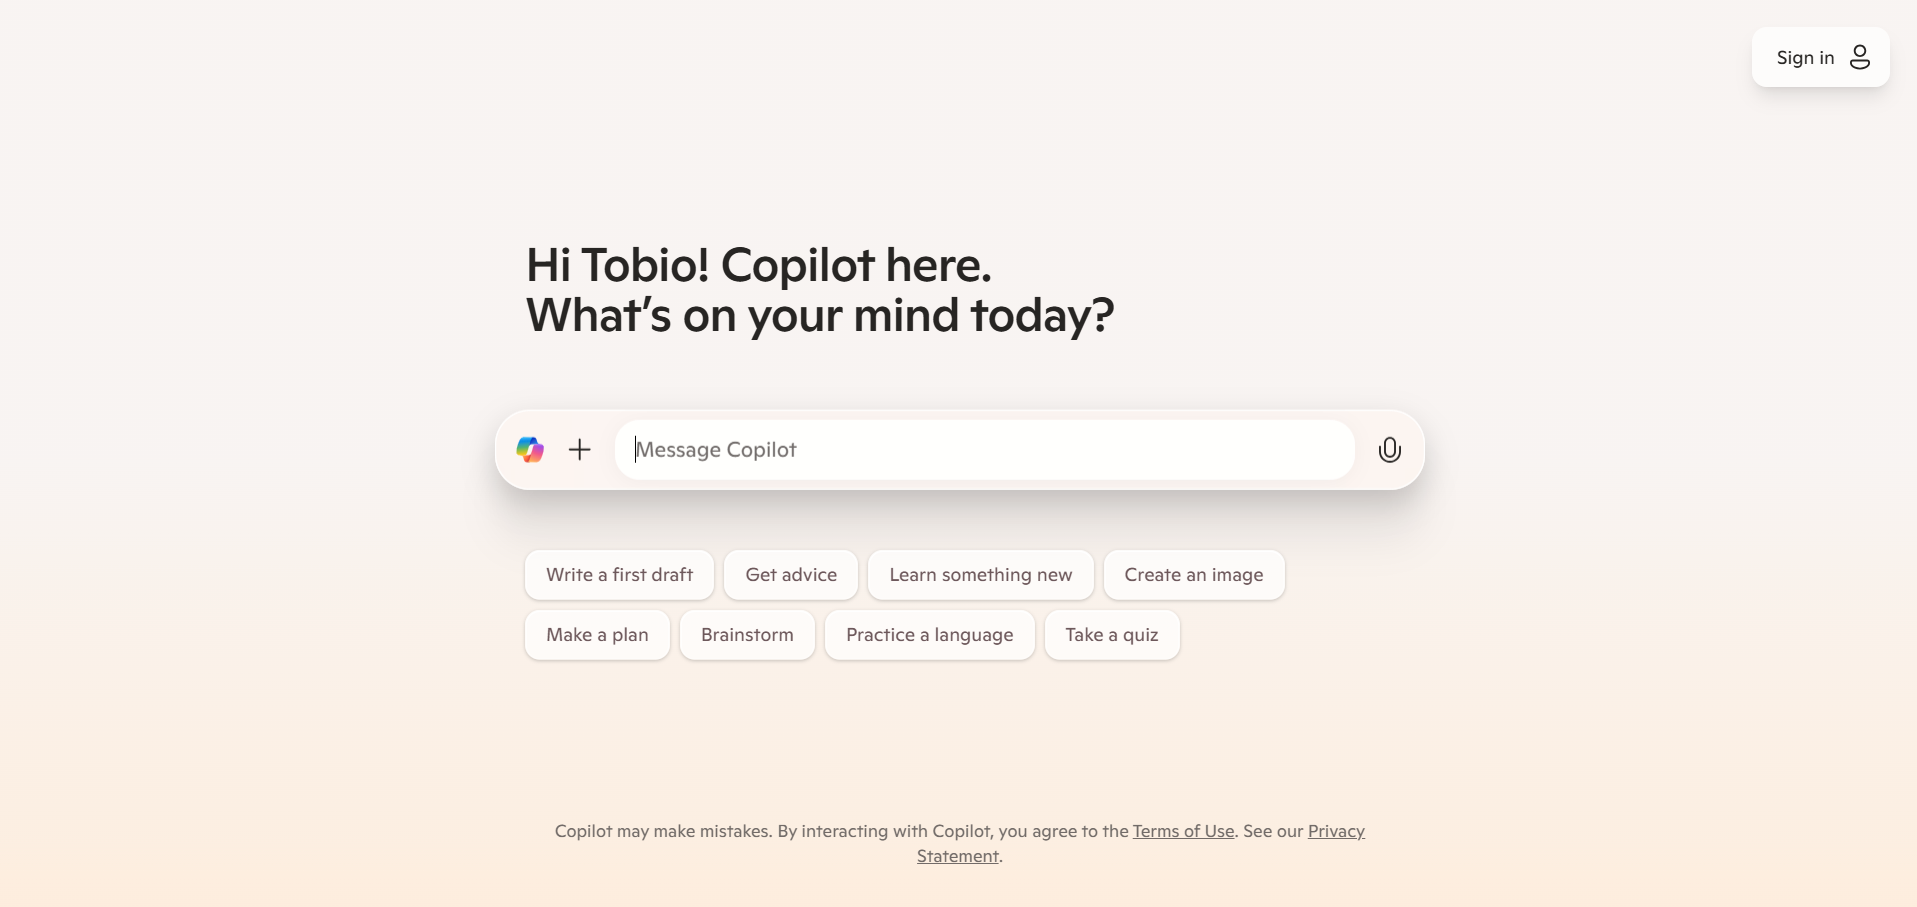 Sign in
Hi Tobio! Copilot here.
What's on your mind today?
Message Copilot
Write a first draft
Get advice
Learn something new
Create an image
Make a plan
Brainstorm
Practice a language
Take a quiz
Copilot may make mistakes. By interacting with Copilot, you agree to the Terms of Use. See our Privacy
Statement.